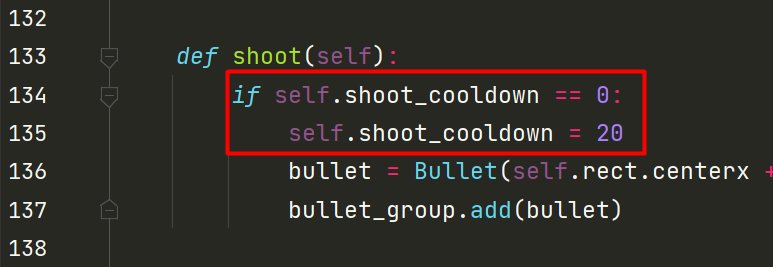 132
133 def shoot(self):
134 if self.shoot_cooldown == 0:
135 self.shoot_cooldown = 20
136 bullet = Bullet(self.rect.centerx +
137 bullet_group.add(bullet)
138